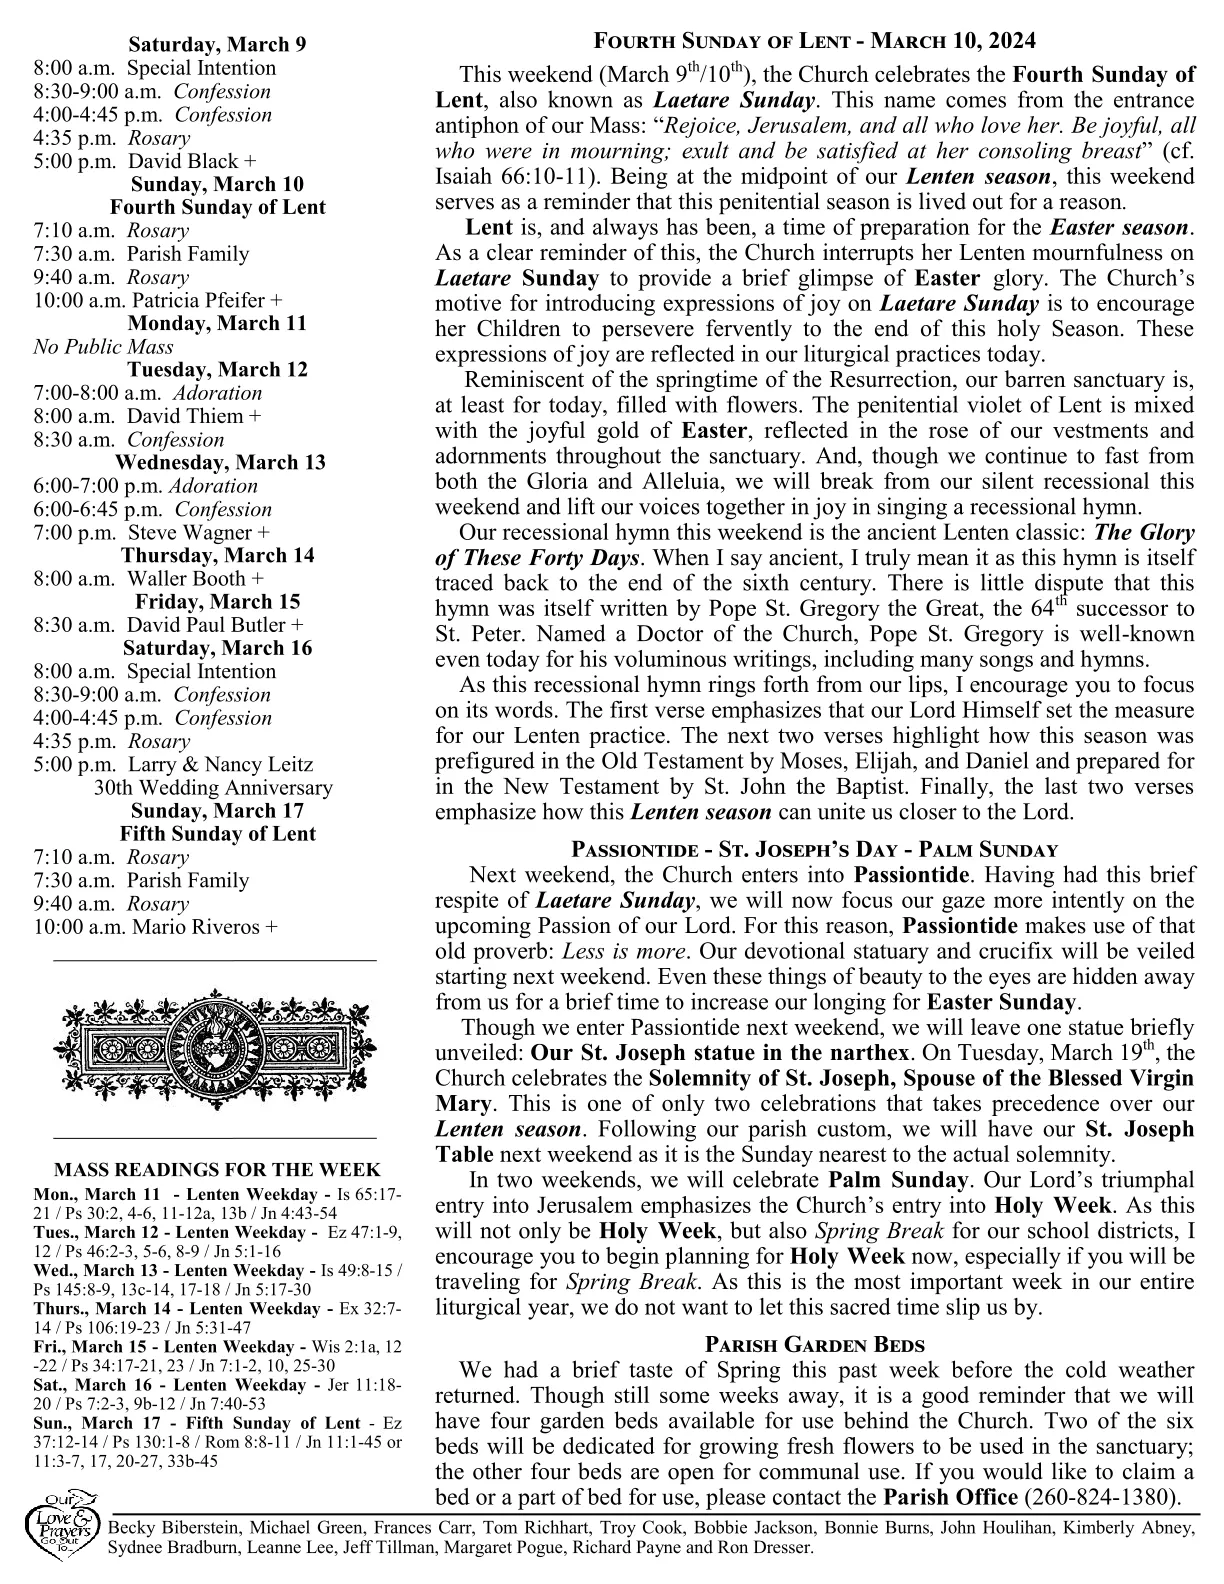 Saturday, March 9
8:00 a.m. Special Intention
8:30-9:00 a.m. Confession
4:00-4:45 p.m. Confession
4:35 p.m. Rosary
5:00 p.m. David Black +
Sunday, March 10
Fourth Sunday of Lent
7:10 a.m. Rosary
7:30 a.m. Parish Family
9:40 a.m. Rosary
10:00 a.m. Patricia Pfeifer +
Monday, March 11
No Public Mass
Tuesday, March 12
7:00-8:00 a.m. Adoration
8:00 a.m. David Thiem +
8:30 a.m. Confession
Wednesday, March 13
6:00-7:00 p.m. Adoration
6:00-6:45 p.m. Confession
7:00 p.m. Steve Wagner +
Thursday, March 14
8:00 a.m. Waller Booth +
Friday, March 15
8:30 a.m. David Paul Butler +
Saturday, March 16
8:00 a.m. Special Intention
8:30-9:00 a.m. Confession
4:00-4:45 p.m. Confession
4:35 p.m. Rosary
5:00 p.m. Larry & Nancy Leitz
30th Wedding Anniversary
Sunday, March 17
Fifth Sunday of Lent
7:10 a.m. Rosary
7:30 a.m. Parish Family
9:40 a.m. Rosary
10:00 a.m. Mario Riveros +
MASS READINGS FOR THE WEEK
Mon., March 11 - Lenten Weekday - Is 65:17-
21 / Ps 30:2, 4-6, 11-12a, 13b / Jn 4:43-54
Tues., March 12 - Lenten Weekday - Ez 47:1-9,
12 / Ps 46:2-3, 5-6, 8-9 / Jn 5:1-16
Wed., March 13 - Lenten Weekday - Is 49:8-15 /
Ps 145:8-9, 13c-14, 17-18 / Jn 5:17-30
Thurs., March 14 - Lenten Weekday - Ex 32:7-
14 / Ps 106:19-23 / Jn 5:31-47
Fri., March 15 - Lenten Weekday - Wis 2:1a, 12
-22 / Ps 34:17-21, 23 / Jn 7:1-2, 10, 25-30
Sat., March 16 - Lenten Weekday - Jer 11:18-
20 / Ps 7:2-3, 9b-12 / Jn 7:40-53
Sun., March 17 - Fifth Sunday of Lent - Ez
37:12-14 / Ps 130:1-8 / Rom 8:8-11 / Jn 11:1-45 or
11:3-7, 17, 20-27, 33b-45
Fourth Sunday of Lent - March 10, 2024
This weekend (March 9th/10th), the Church celebrates the Fourth Sunday of
Lent, also known as Laetare Sunday. This name comes from the entrance
antiphon of our Mass: “Rejoice, Jerusalem, and all who love her. Be joyful, all
who were in mourning; exult and be satisfied at her consoling breast” (cf.
Isaiah 66:10-11). Being at the midpoint of our Lenten season, this weekend
serves as a reminder that this penitential season is lived out for a reason.
Lent is, and always has been, a time of preparation for the Easter season.
As a clear reminder of this, the Church interrupts her Lenten mournfulness on
Laetare Sunday to provide a brief glimpse of Easter glory. The Church’s
motive for introducing expressions of joy on Laetare Sunday is to encourage
her Children to persevere fervently to the end of this holy Season. These
expressions of joy are reflected in our liturgical practices today.
Reminiscent of the springtime of the Resurrection, our barren sanctuary is,
at least for today, filled with flowers. The penitential violet of Lent is mixed
with the joyful gold of Easter, reflected in the rose of our vestments and
adornments throughout the sanctuary. And, though we continue to fast from
both the Gloria and Alleluia, we will break from our silent recessional this
weekend and lift our voices together in joy in singing a recessional hymn.
Our recessional hymn this weekend is the ancient Lenten classic: The Glory
of These Forty Days. When I say ancient, I truly mean it as this hymn is itself
traced back to the end of the sixth century. There is little dispute that this
hymn was itself written by Pope St. Gregory the Great, the 64th successor to
St. Peter. Named a Doctor of the Church, Pope St. Gregory is well-known
even today for his voluminous writings, including many songs and hymns.
As this recessional hymn rings forth from our lips, I encourage you to focus
on its words. The first verse emphasizes that our Lord Himself set the measure
for our Lenten practice. The next two verses highlight how this season was
prefigured in the Old Testament by Moses, Elijah, and Daniel and prepared for
in the New Testament by St. John the Baptist. Finally, the last two verses
emphasize how this Lenten season can unite us closer to the Lord.
Passiontide - St. Joseph’s Day - Palm Sunday
Next weekend, the Church enters into Passiontide. Having had this brief
respite of Laetare Sunday, we will now focus our gaze more intently on the
upcoming Passion of our Lord. For this reason, Passiontide makes use of that
old proverb: Less is more. Our devotional statuary and crucifix will be veiled
starting next weekend. Even these things of beauty to the eyes are hidden away
from us for a brief time to increase our longing for Easter Sunday.
Though we enter Passiontide next weekend, we will leave one statue briefly
unveiled: Our St. Joseph statue in the narthex. On Tuesday, March 19th, the
Church celebrates the Solemnity of St. Joseph, Spouse of the Blessed Virgin
Mary. This is one of only two celebrations that takes precedence over our
Lenten season. Following our parish custom, we will have our St. Joseph
Table next weekend as it is the Sunday nearest to the actual solemnity.
In two weekends, we will celebrate Palm Sunday. Our Lord’s triumphal
entry into Jerusalem emphasizes the Church’s entry into Holy Week. As this
will not only be Holy Week, but also Spring Break for our school districts, I
encourage you to begin planning for Holy Week now, especially if you will be
traveling for Spring Break. As this is the most important week in our entire
liturgical year, we do not want to let this sacred time slip us by.
Parish Garden Beds
We had a brief taste of Spring this past week before the cold weather
returned. Though still some weeks away, it is a good reminder that we will
have four garden beds available for use behind the Church. Two of the six
beds will be dedicated for growing fresh flowers to be used in the sanctuary;
the other four beds are open for communal use. If you would like to claim a
bed or a part of bed for use, please contact the Parish Office (260-824-1380).
Our
Love &
Prayers
Go Out
To...
Becky Biberstein, Michael Green, Frances Carr, Tom Richhart, Troy Cook, Bobbie Jackson, Bonnie Burns, John Houlihan, Kimberly Abney,
Sydnee Bradburn, Leanne Lee, Jeff Tillman, Margaret Pogue, Richard Payne and Ron Dresser.